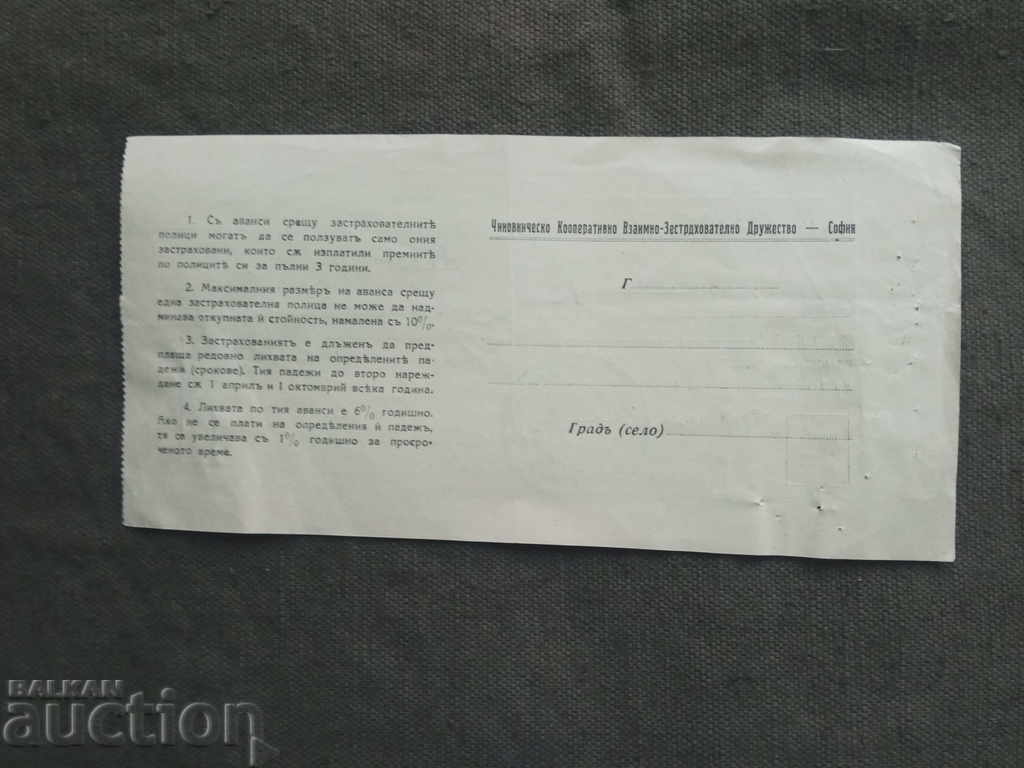 1. Съ аванси срещу застрахователнитѣ
полици могатъ да се ползуватъ само ония
застраховани, които сѫ изплатили премиитѣ
по полицитѣ си за пълни 3 години.
2. Максималния размѣръ на аванса срещу
една застрахователна полица не може да над-
минава откупната ѝ стойность, намалена съ 10%.
3. Застрахованиятъ е длъженъ да пред-
плаща редовно лихвата на опредѣленитѣ па-
дежи (срокове). Тия падежи до второ нареж-
дане сѫ 1 априлъ и 1 октомврий всѣка година.
4. Лихвата по тия аванси е 6% годишно.
Ако не се плати на опредѣления ѝ падежъ,
тя се увеличава съ 1% годишно за просро-
ченото време.
Чиновническо Кооперативно Взаимно-Застрдхователно Дружество — София
Г
Градъ (село)
BALKAN
auction